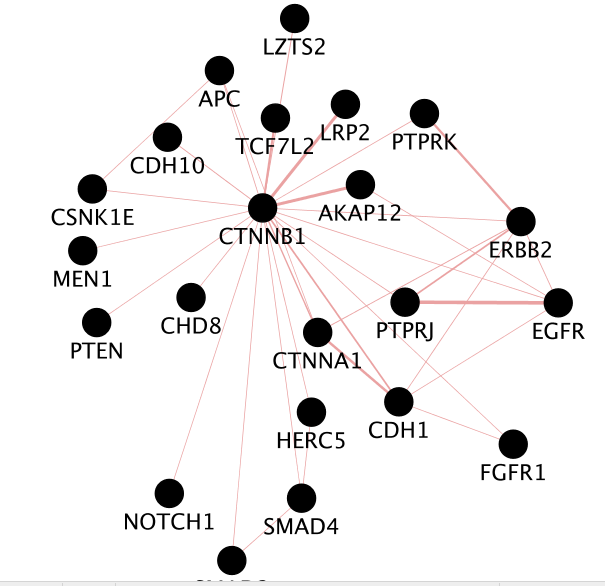 LZTS2
APC
LRP2
TCF7L2
PTPRK
CDH10
AKAP12
CSNK1E
CTNNB1
ERBB2
MEN1
CHD8
PTPRJ
EGFR
PTEN
CTNNA1
CDH1
HERC5
FGFR1
NOTCH1
SMAD4